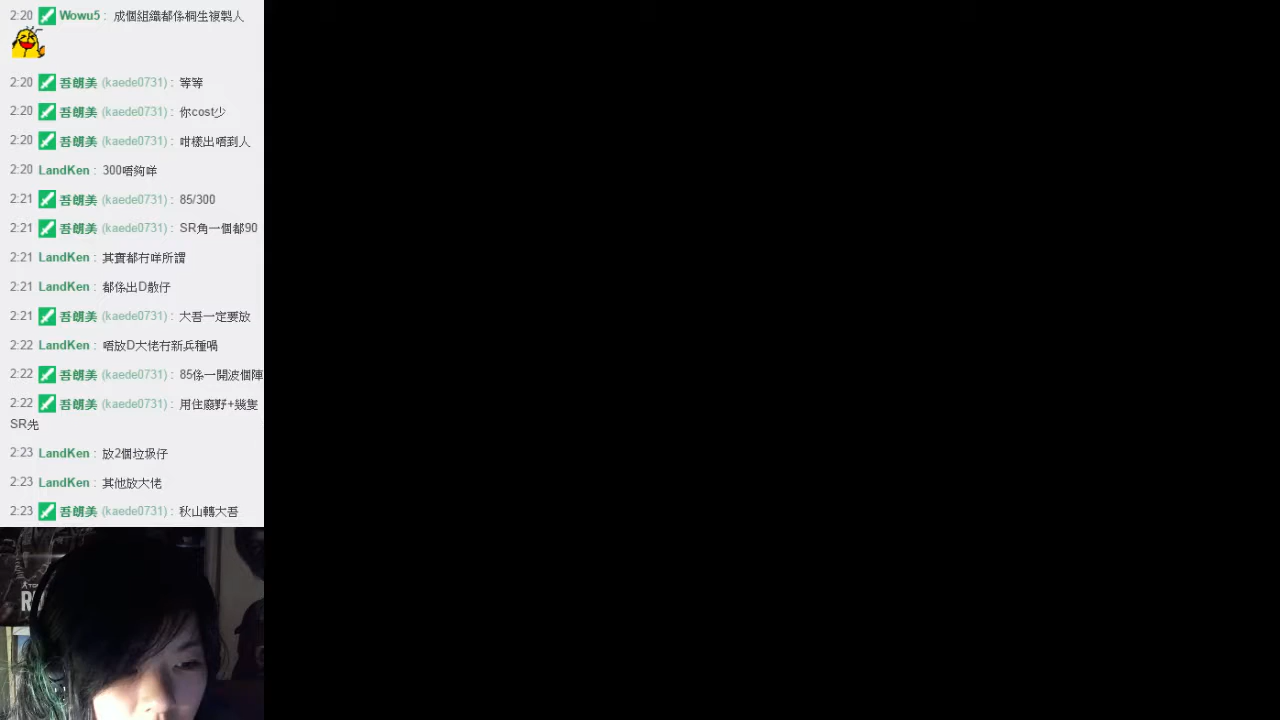 2:20 Wowu5 : 成個組織都係桐生複製人
2:20 吾朗美 (kaede0731) : 等等
2:20 吾朗美 (kaede0731) : 你cost少
2:20 吾朗美 (kaede0731) : 咁樣出唔到人
2:20 LandKen : 300唔夠咩
2:21 吾朗美 (kaede0731) : 85/300
2:21 吾朗美 (kaede0731) : SR角一個都90
2:21 LandKen : 其實都冇咩所謂
2:21 LandKen : 都係出D散仔
2:21 吾朗美 (kaede0731) : 大吾一定要放
2:22 LandKen : 唔放D大佬冇新兵種喎
2:22 吾朗美 (kaede0731) : 85係一開波個陣
2:22 吾朗美 (kaede0731) : 用住廢野+幾隻
SR先
2:23 LandKen : 放2個垃圾仔
2:23 LandKen : 其他放大佬
2:23 吾朗美 (kaede0731) : 秋山轉大吾